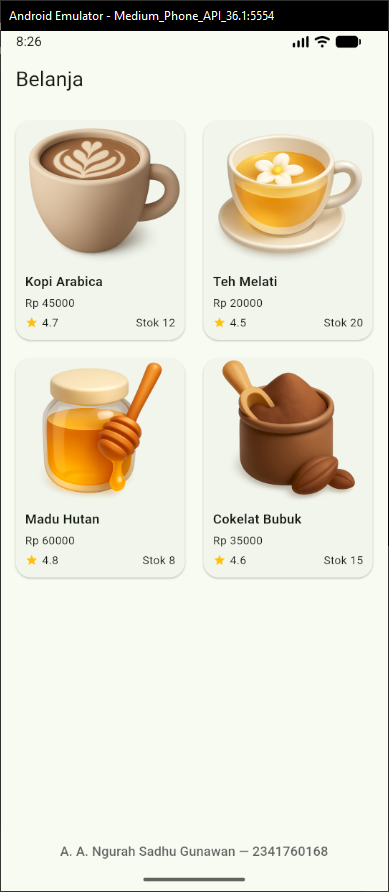 Android Emulator - Medium_Phone_API_36.1:5554
8:26
Belanja
Kopi Arabica
Rp 45000
4.7 Stok 12
Teh Melati
Rp 20000
4.5 Stok 20
Madu Hutan
Rp 60000
4.8 Stok 8
Cokelat Bubuk
Rp 35000
4.6 Stok 15
A. A. Ngurah Sadhu Gunawan — 2341760168